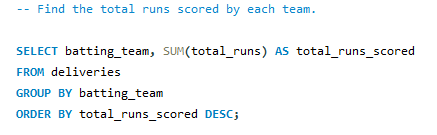 -- Find the total runs scored by each team.
SELECT batting_team, SUM(total_runs) AS total_runs_scored
FROM deliveries
GROUP BY batting_team
ORDER BY total_runs_scored DESC;